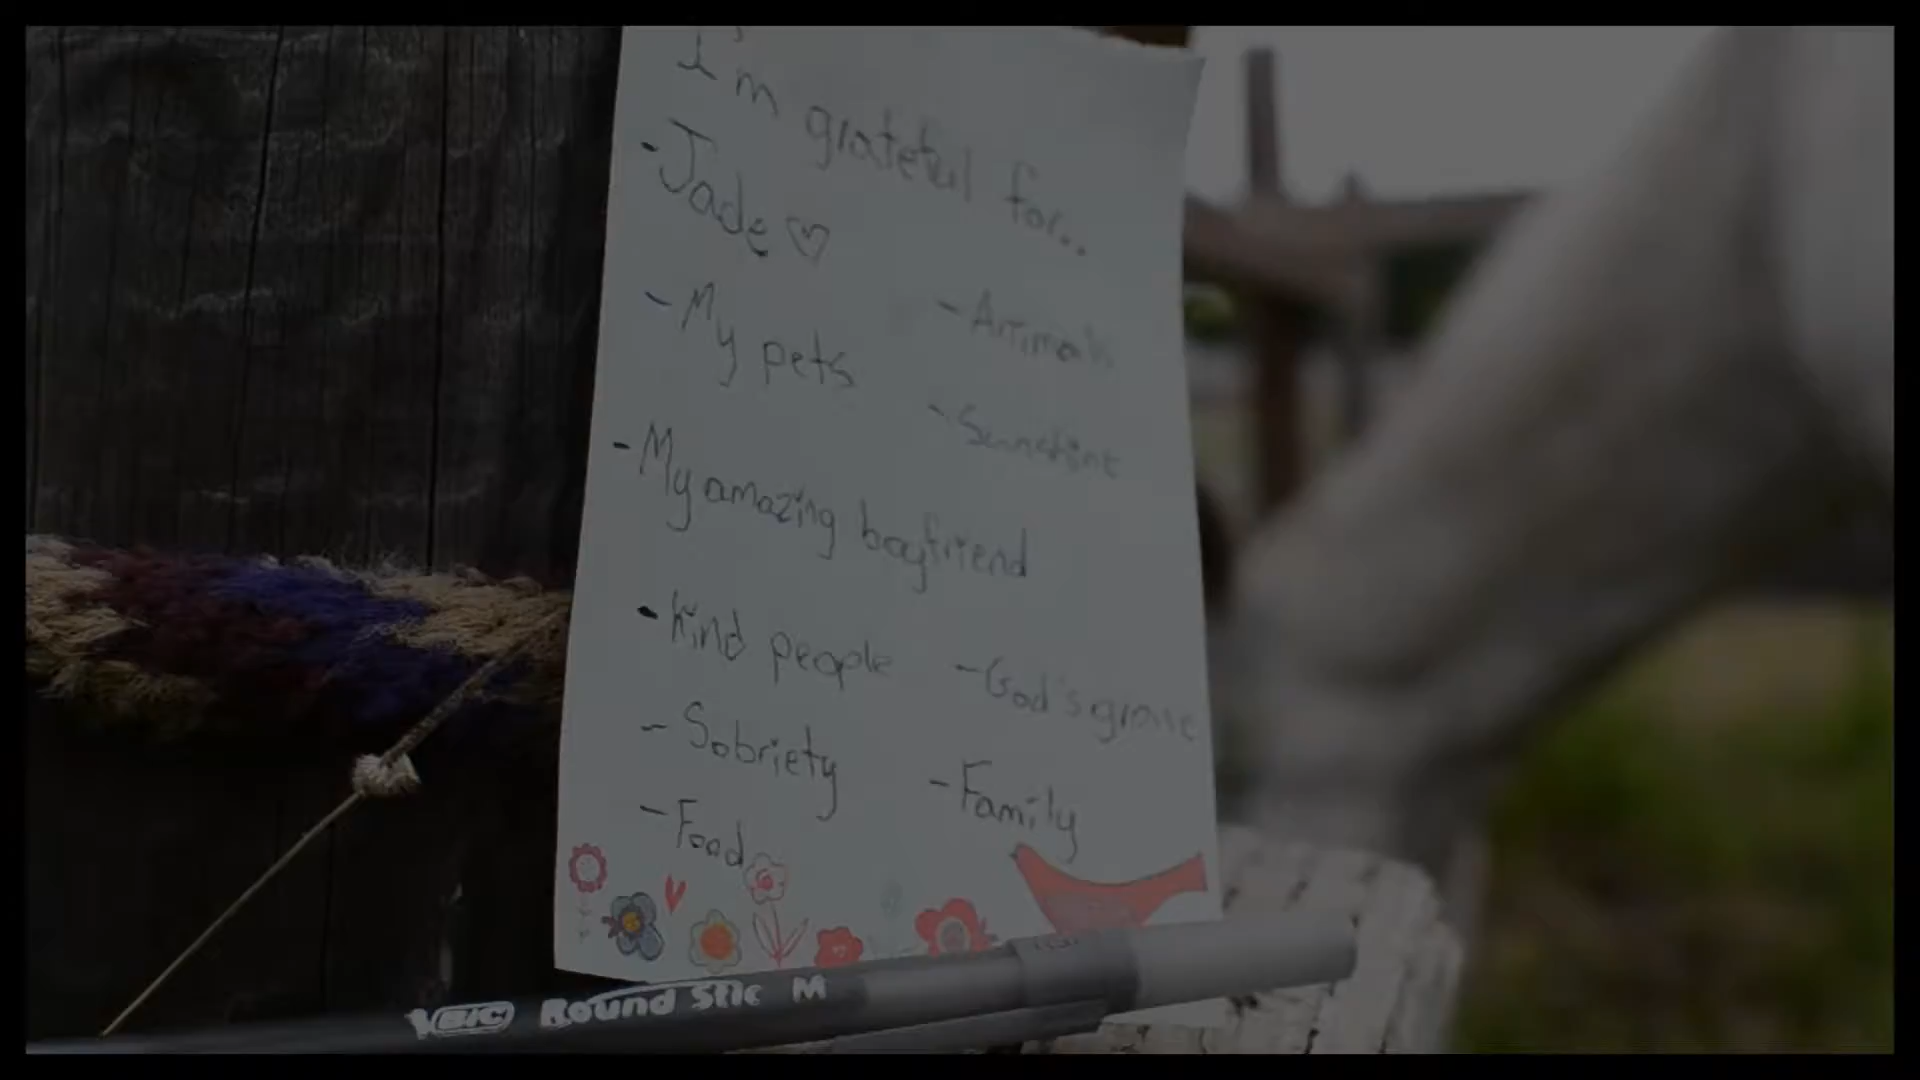 I'm grateful for..
- Jade ♡
- My pets
- Animals
- Sunshine
- My amazing boyfriend
- Kind people
- God's grace
- Sobriety
- Family
- Food
BIC Round Stic M